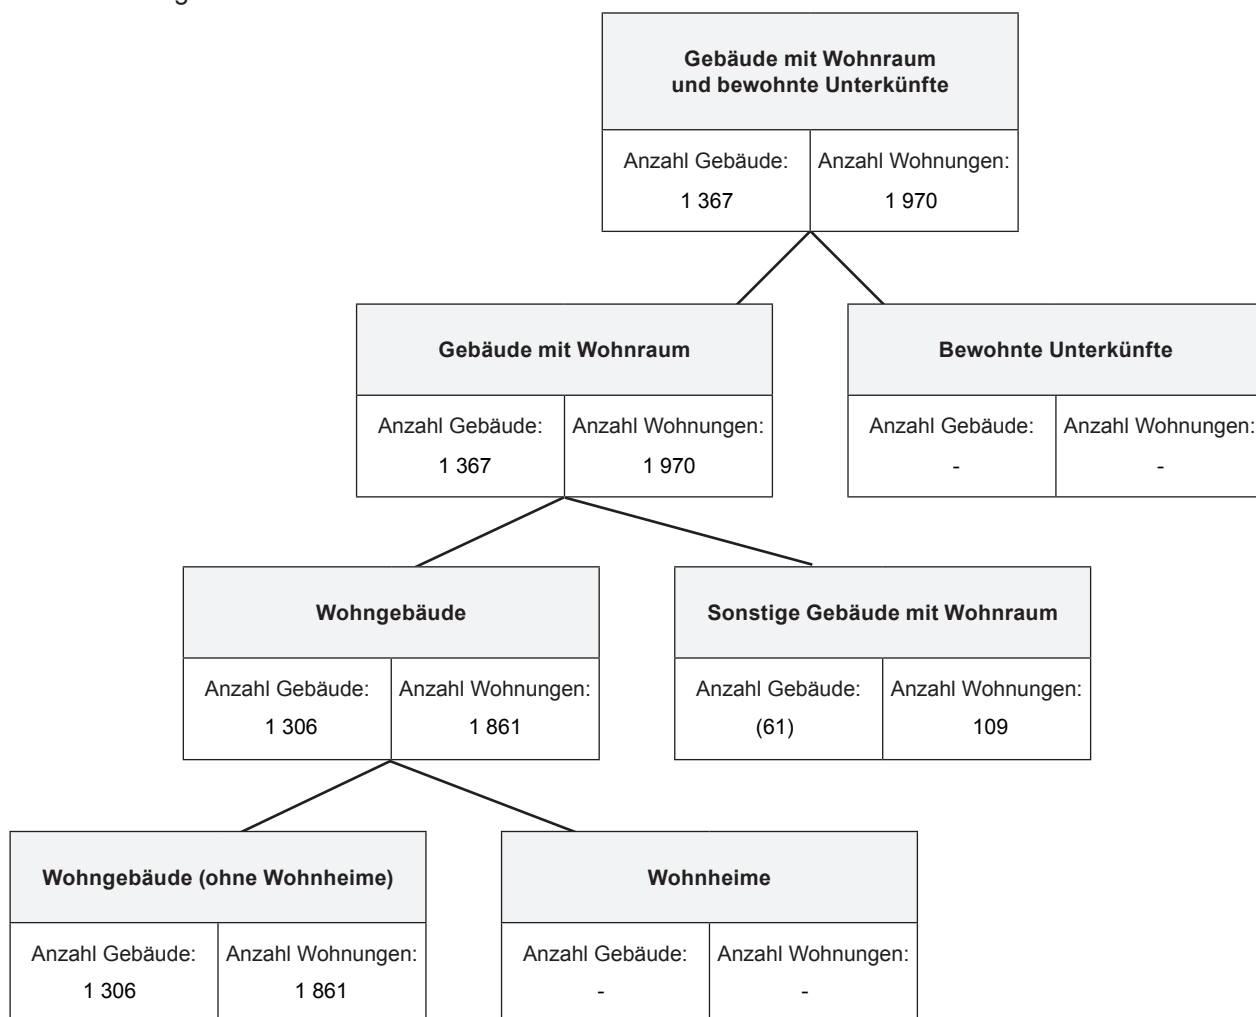 Gebäude mit Wohnraum
und bewohnte Unterkünfte
Anzahl Gebäude: Anzahl Wohnungen:
1 367 1 970
Gebäude mit Wohnraum
Anzahl Gebäude: Anzahl Wohnungen:
1 367 1 970
Bewohnte Unterkünfte
Anzahl Gebäude: Anzahl Wohnungen:
- -
Wohngebäude
Anzahl Gebäude: Anzahl Wohnungen:
1 306 1 861
Sonstige Gebäude mit Wohnraum
Anzahl Gebäude: Anzahl Wohnungen:
(61) 109
Wohngebäude (ohne Wohnheime)
Anzahl Gebäude: Anzahl Wohnungen:
1 306 1 861
Wohnheime
Anzahl Gebäude: Anzahl Wohnungen:
- -